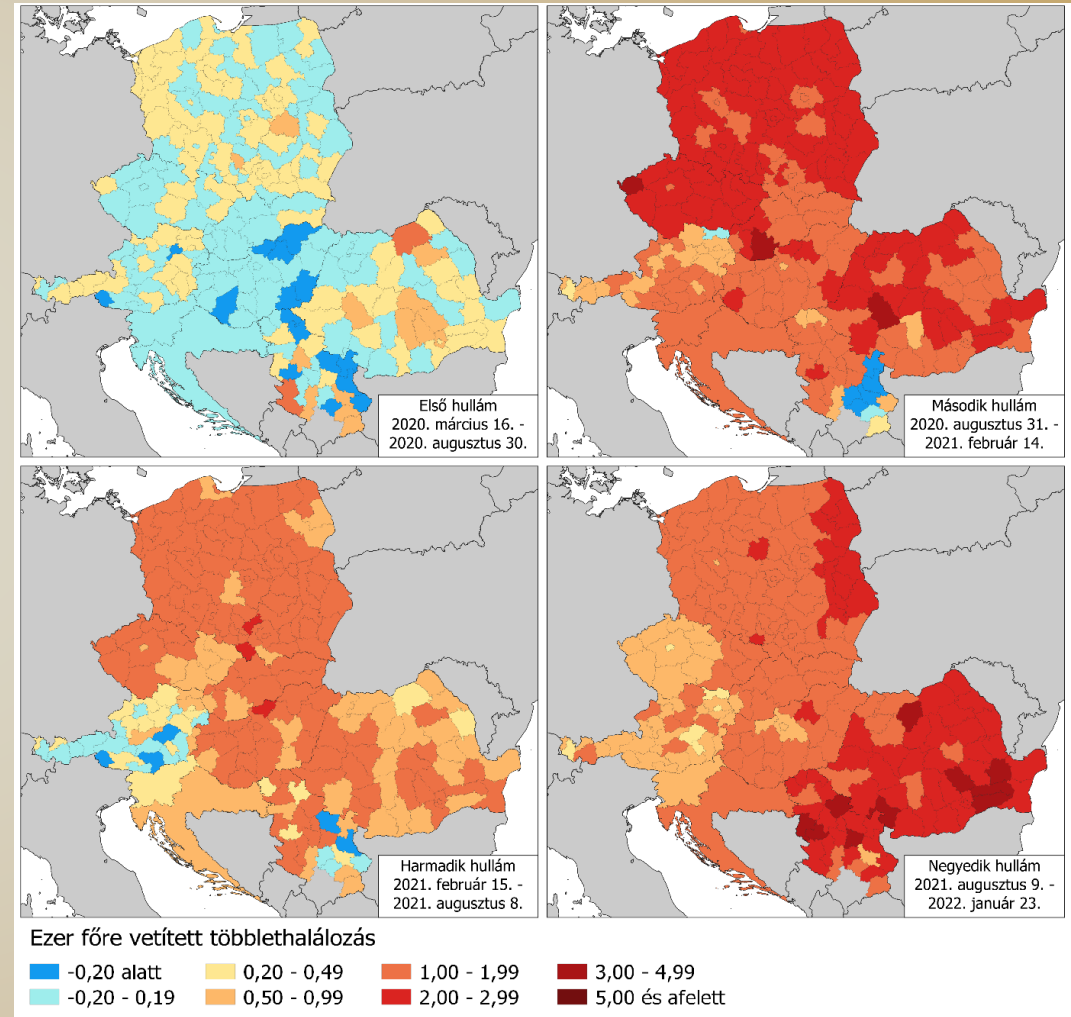 Első hullám
2020. március 16. -
2020. augusztus 30.
Második hullám
2020. augusztus 31. -
2021. február 14.
Harmadik hullám
2021. február 15. -
2021. augusztus 8.
Negyedik hullám
2021. augusztus 9. -
2022. január 23.
Ezer főre vetített többlethalálozás
-0,20 alatt
0,20 - 0,49
1,00 - 1,99
3,00 - 4,99
-0,20 - 0,19
0,50 - 0,99
2,00 - 2,99
5,00 és afelett